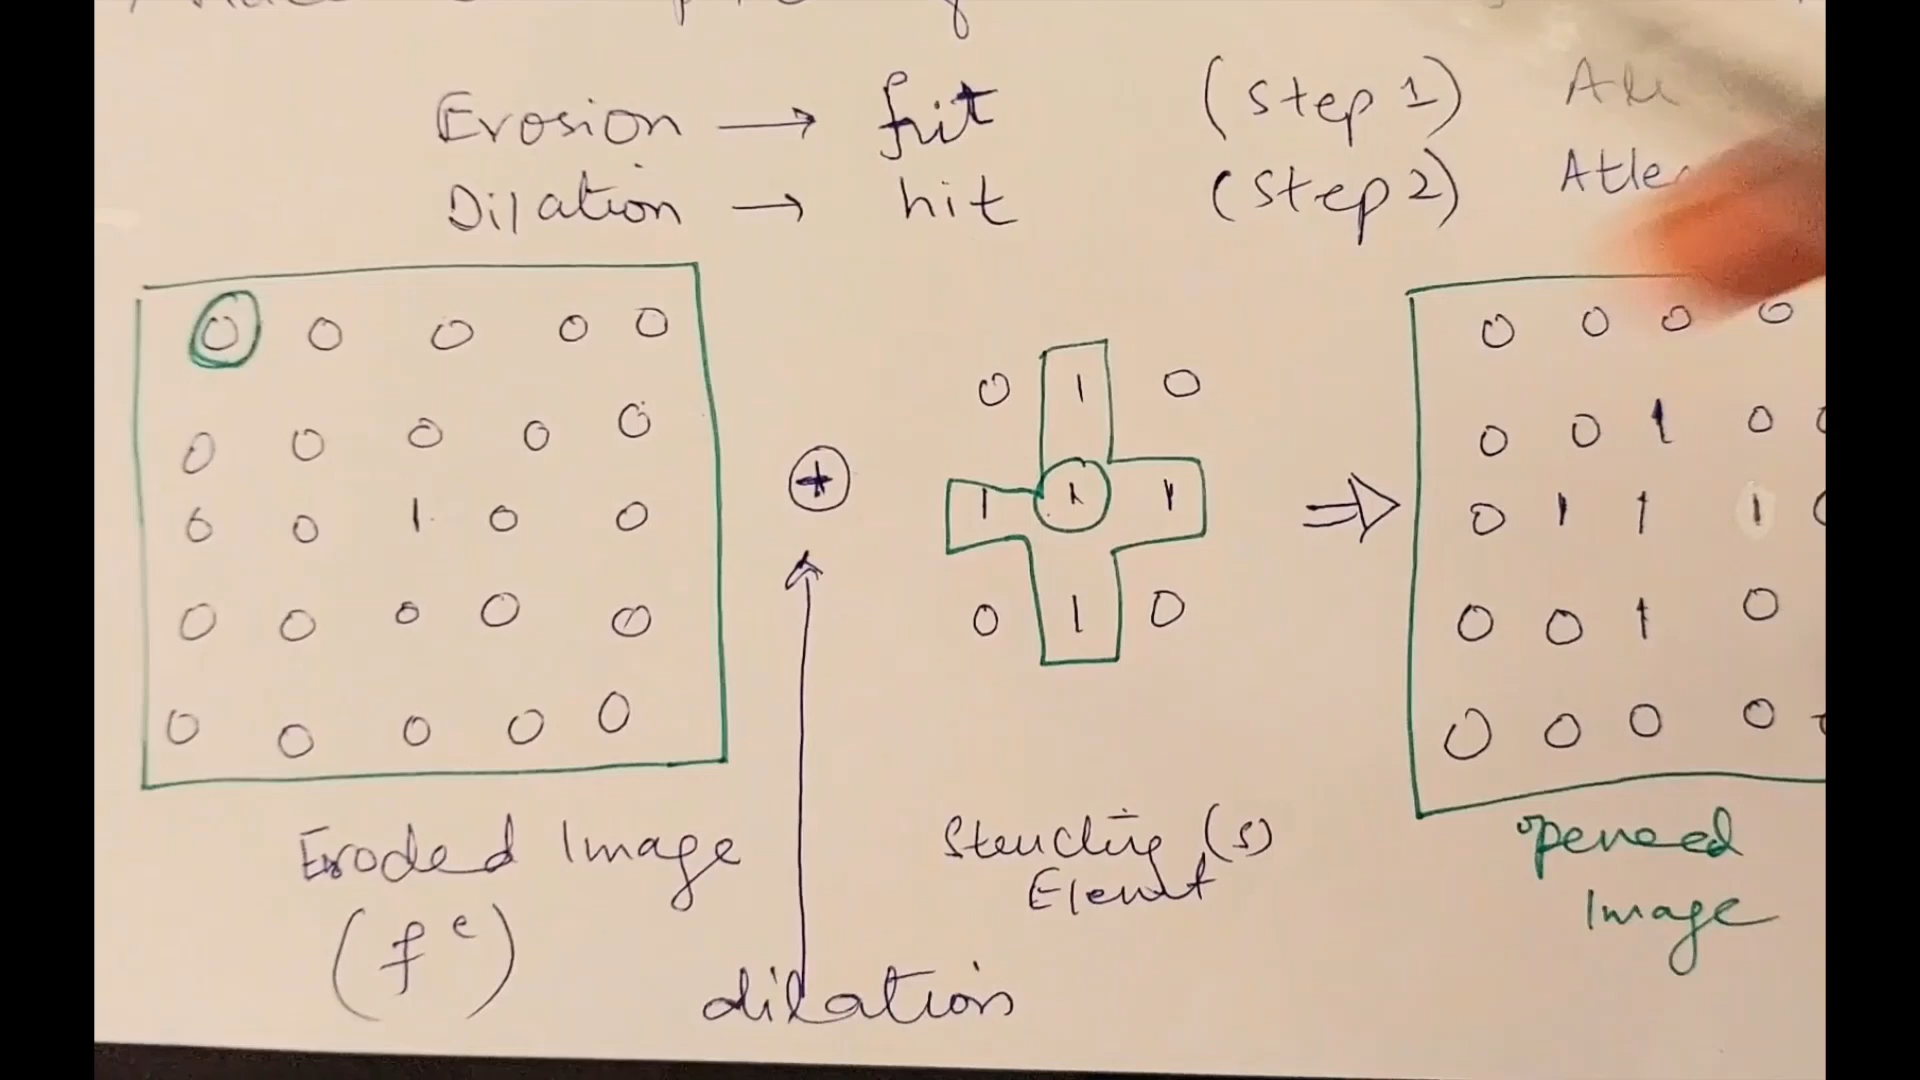 Erosion → fit (Step 1)
Dilation → hit (Step 2) Atle
0 0 0 0 0
0 0 0 0 0
0 0 1 0 0
0 0 0 0 0
0 0 0 0 0
⊕
0 1 0
1 1 1
0 1 0
⇒
0 0 0 0
0 0 1 0
0 1 1 1
0 0 1 0
0 0 0 0
Eroded Image
(f^e)
dilation
Structing (s)
Element
opened
Image